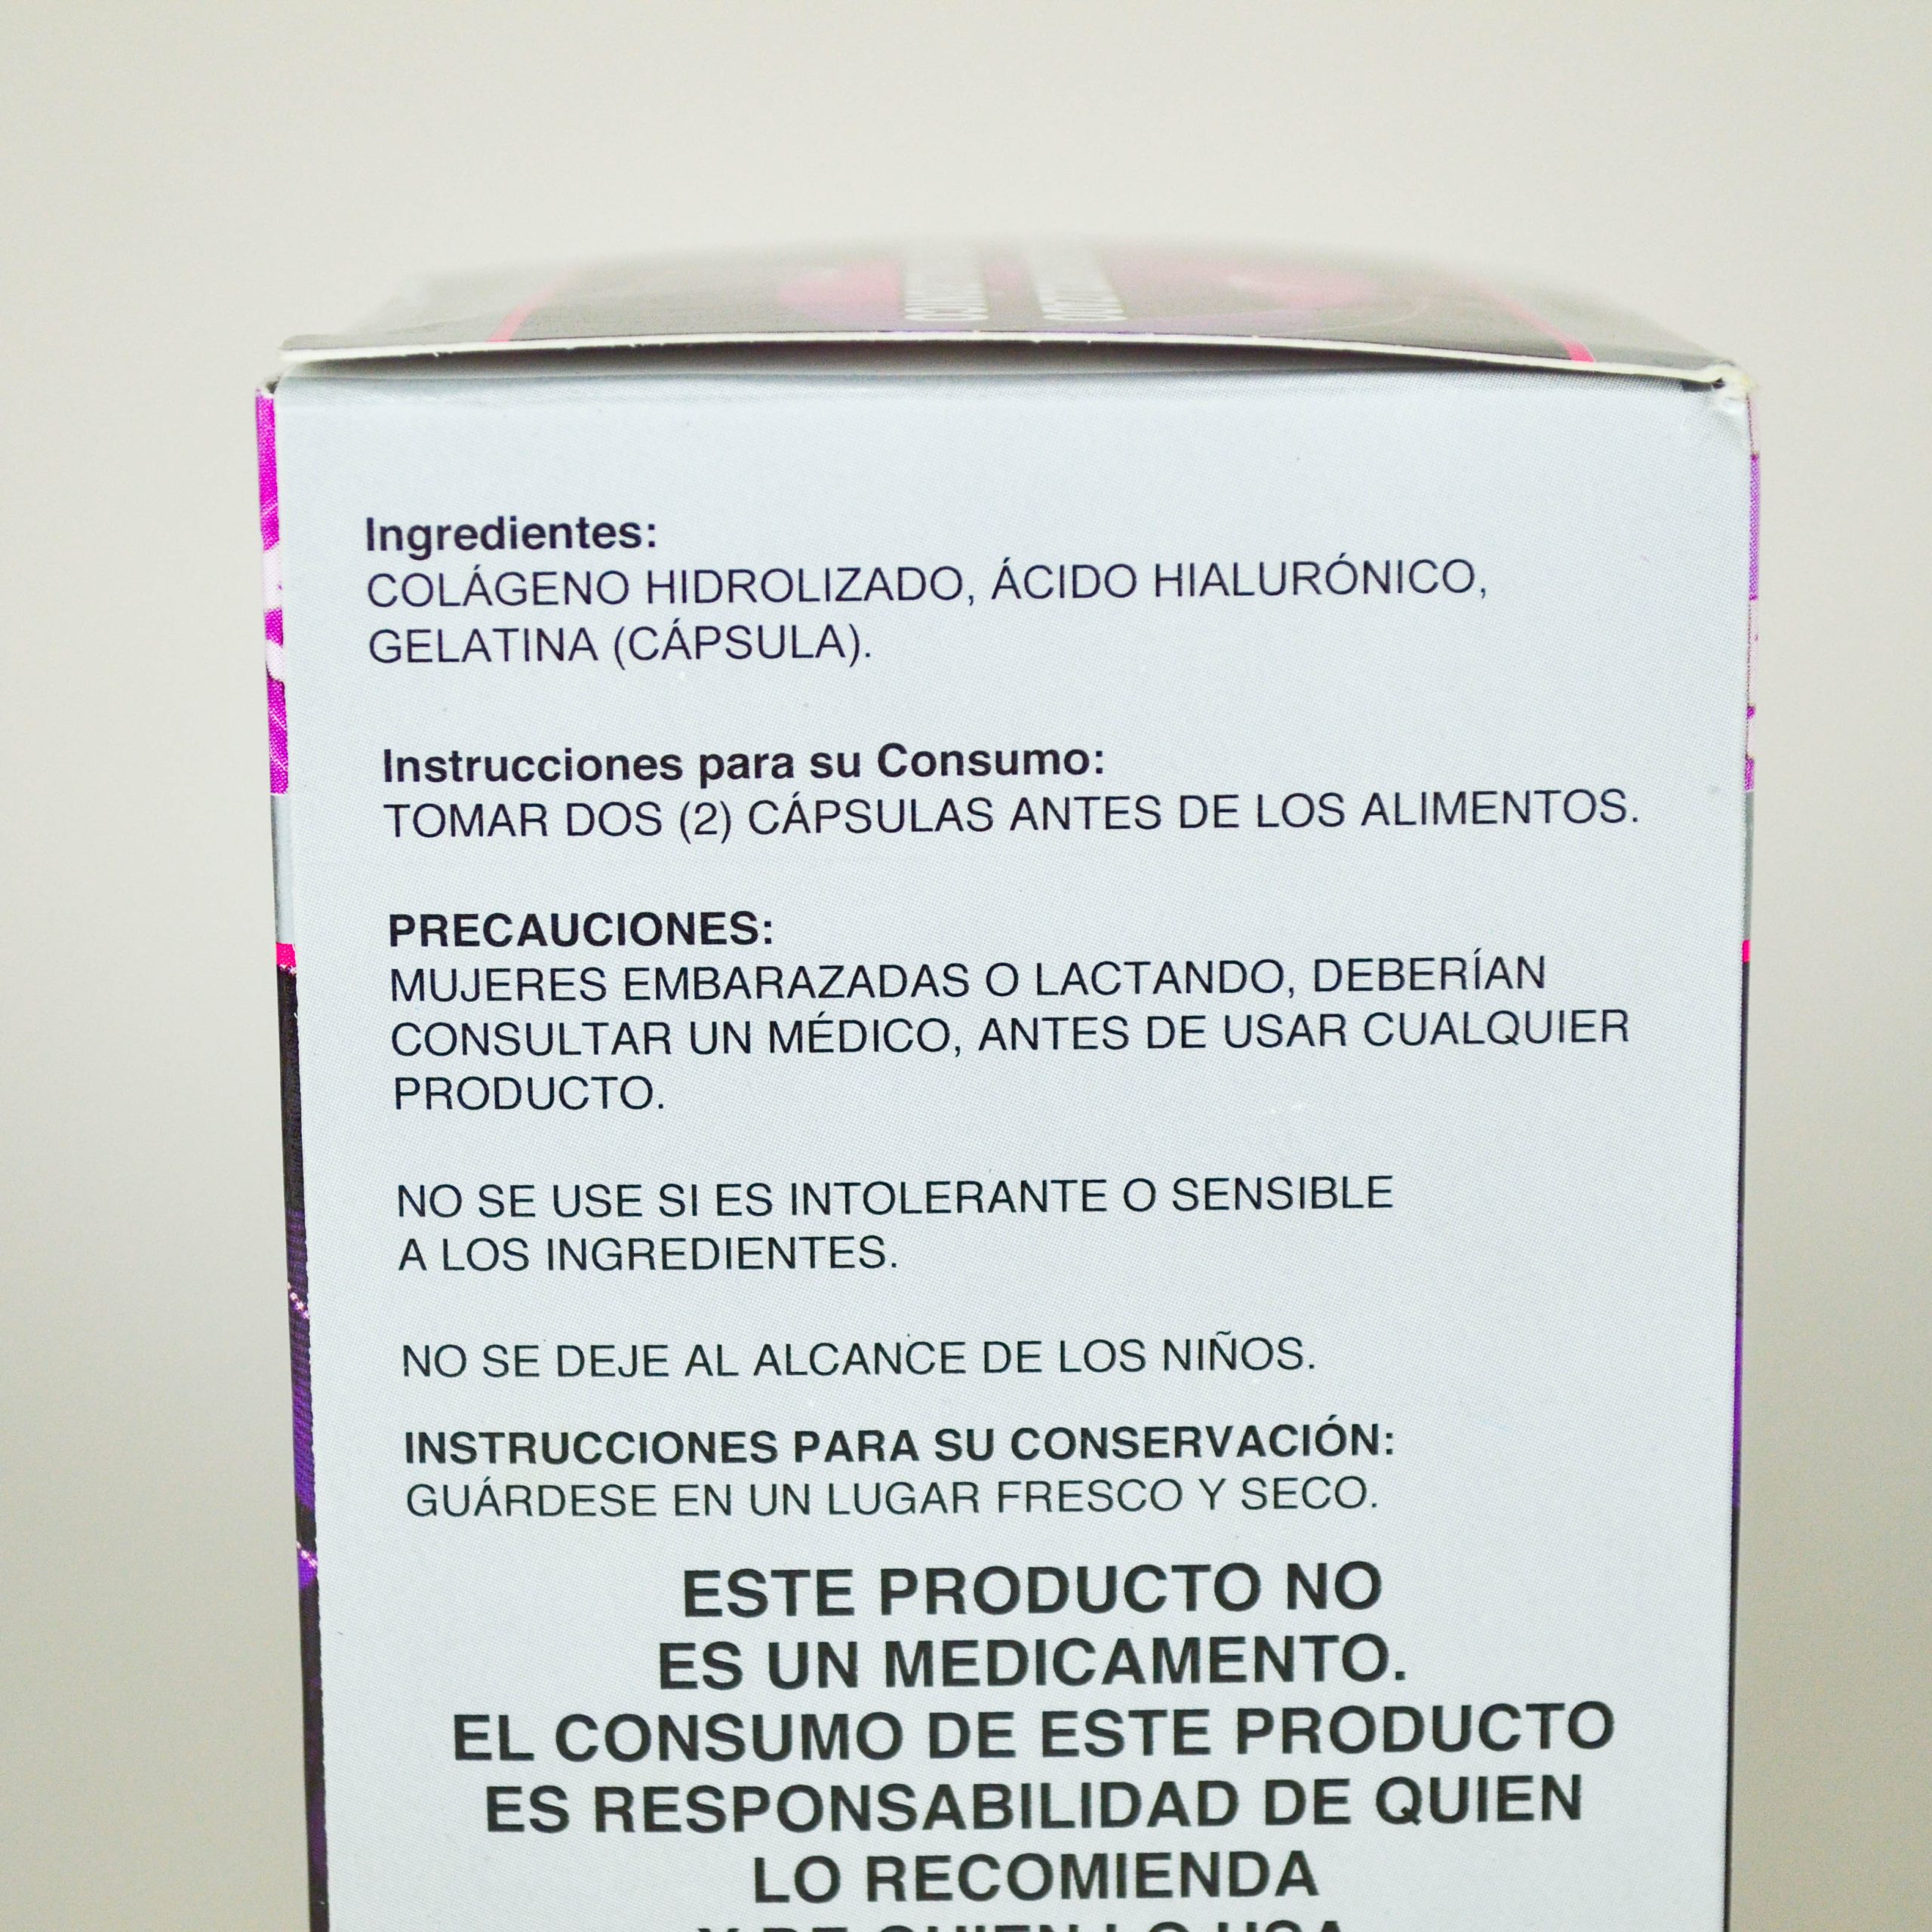 Ingredientes:
COLÁGENO HIDROLIZADO, ÁCIDO HIALURÓNICO,
GELATINA (CÁPSULA).
Instrucciones para su Consumo:
TOMAR DOS (2) CÁPSULAS ANTES DE LOS ALIMENTOS.
PRECAUCIONES:
MUJERES EMBARAZADAS O LACTANDO, DEBERÍAN
CONSULTAR UN MÉDICO, ANTES DE USAR CUALQUIER
PRODUCTO.
NO SE USE SI ES INTOLERANTE O SENSIBLE
A LOS INGREDIENTES.
NO SE DEJE AL ALCANCE DE LOS NIÑOS.
INSTRUCCIONES PARA SU CONSERVACIÓN:
GUÁRDESE EN UN LUGAR FRESCO Y SECO.
ESTE PRODUCTO NO
ES UN MEDICAMENTO.
EL CONSUMO DE ESTE PRODUCTO
ES RESPONSABILIDAD DE QUIEN
LO RECOMIENDA
Y DE QUIEN LO USA